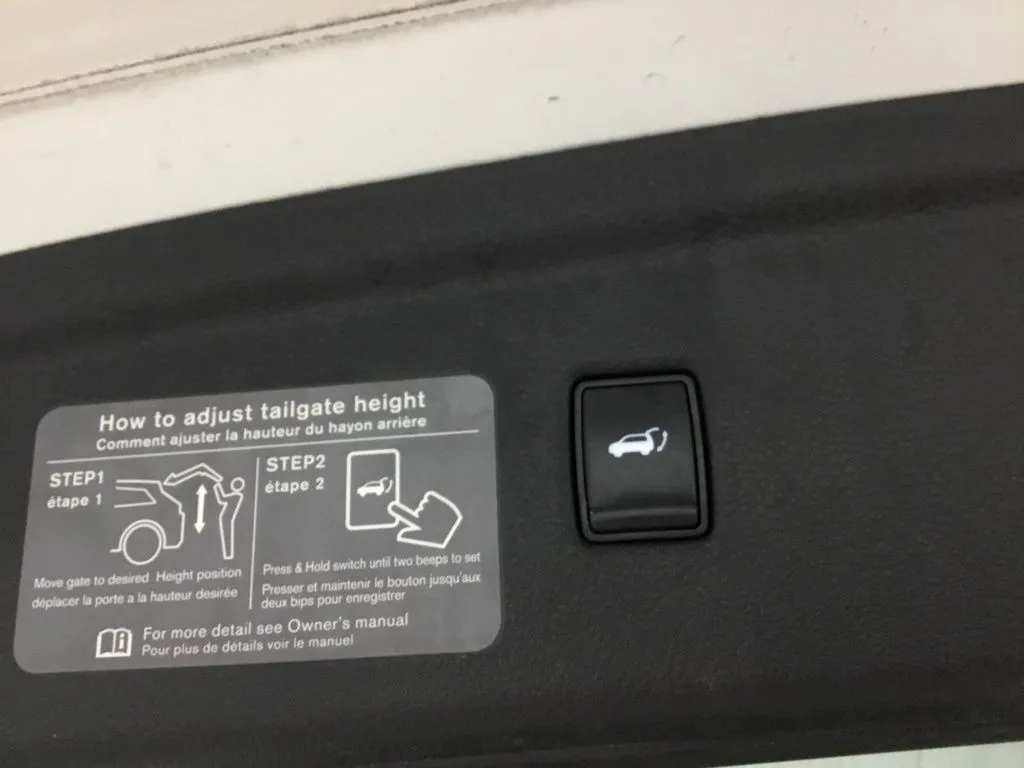 How to adjust tailgate height
Comment ajuster la hauteur du hayon arrière
STEP1
étape 1
Move gate to desired Height position
déplacer la porte a la hauteur desirée
STEP2
étape 2
Press & Hold switch until two beeps to set
Presser et maintenir le bouton jusqu'aux
deux bips pour enregistrer
For more detail see Owner's manual
Pour plus de détails voir le manuel